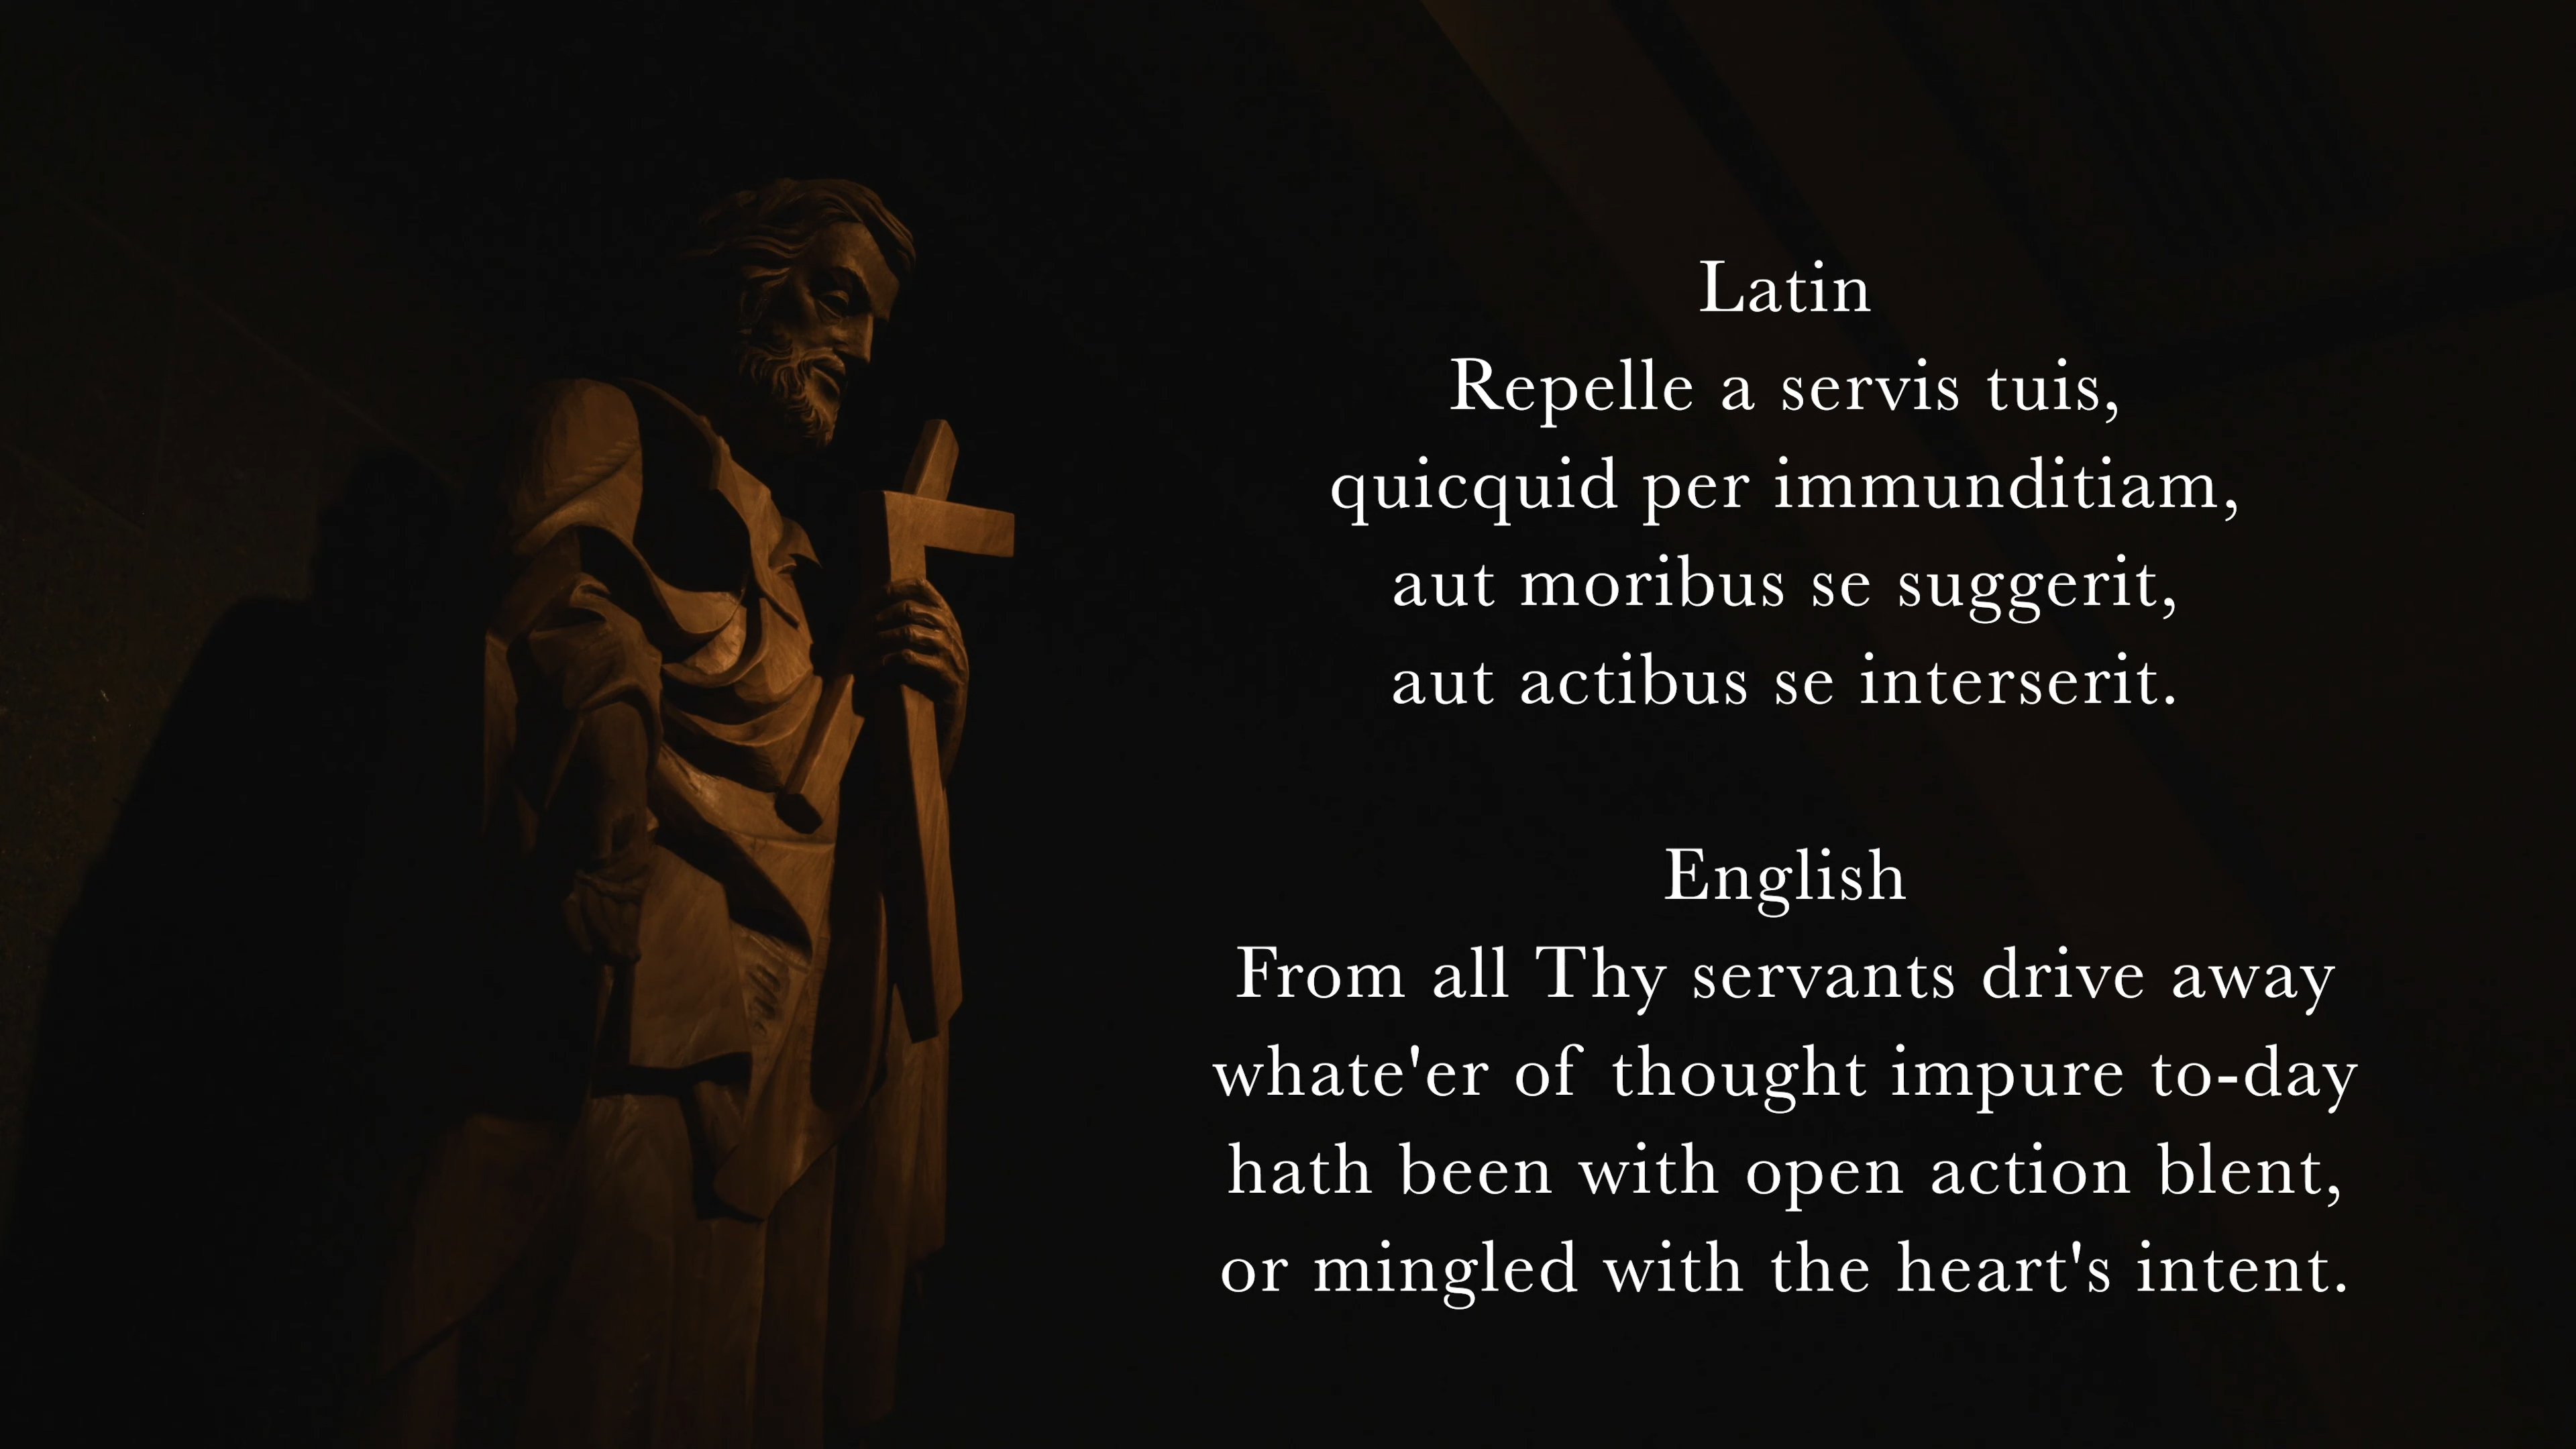 Latin
Repelle a servis tuis,
quicquid per immunditiam,
aut moribus se suggerit,
aut actibus se interserit.
English
From all Thy servants drive away
whate'er of thought impure to-day
hath been with open action blent,
or mingled with the heart's intent.